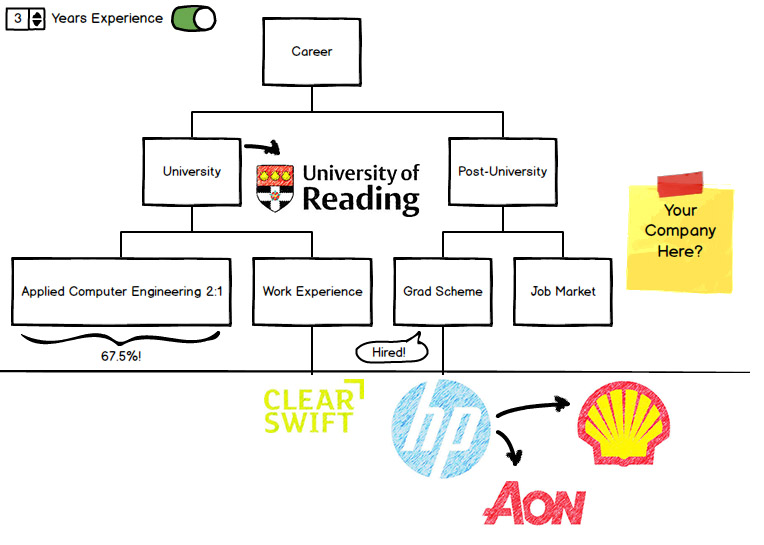 3 Years Experience
Career
University
University of
Reading
Post-University
Your
Company
Here?
Applied Computer Engineering 2:1
Work Experience
Grad Scheme
Job Market
67.5%!
Hired!
CLEAR
SWIFT
hp
AON